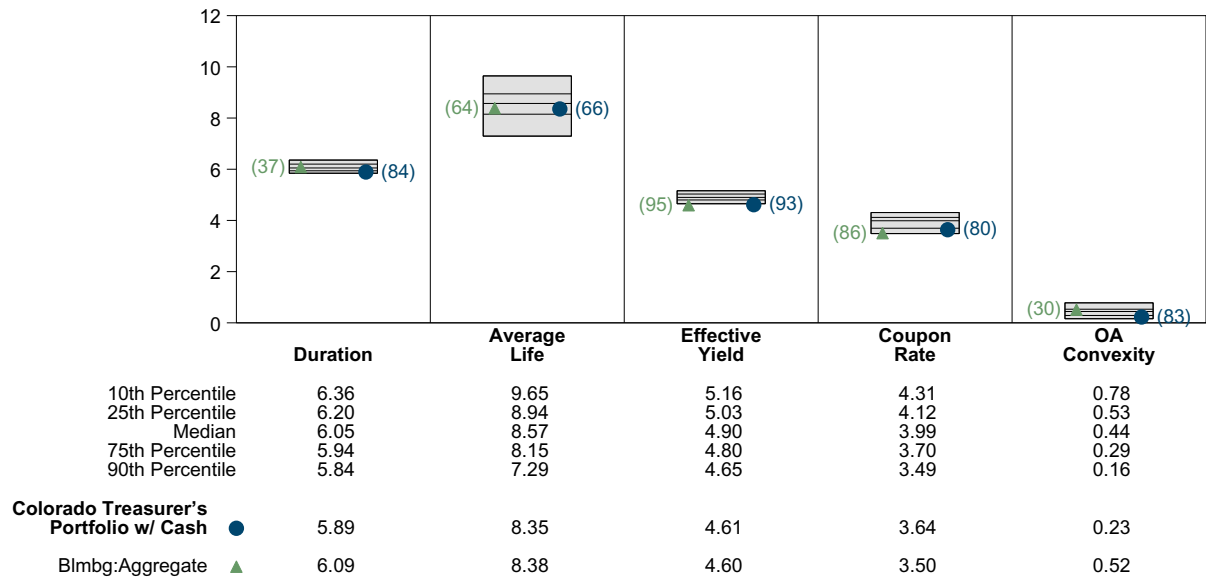 12
10
8
6
4
2
0
(37)
(84)
(64)
(66)
(95)
(93)
(86)
(80)
(30)
(83)
Duration
Average
Life
Effective
Yield
Coupon
Rate
OA
Convexity
10th Percentile 6.36 9.65 5.16 4.31 0.78
25th Percentile 6.20 8.94 5.03 4.12 0.53
Median 6.05 8.57 4.90 3.99 0.44
75th Percentile 5.94 8.15 4.80 3.70 0.29
90th Percentile 5.84 7.29 4.65 3.49 0.16
Colorado Treasurer's
Portfolio w/ Cash 5.89 8.35 4.61 3.64 0.23
Blmbg:Aggregate 6.09 8.38 4.60 3.50 0.52